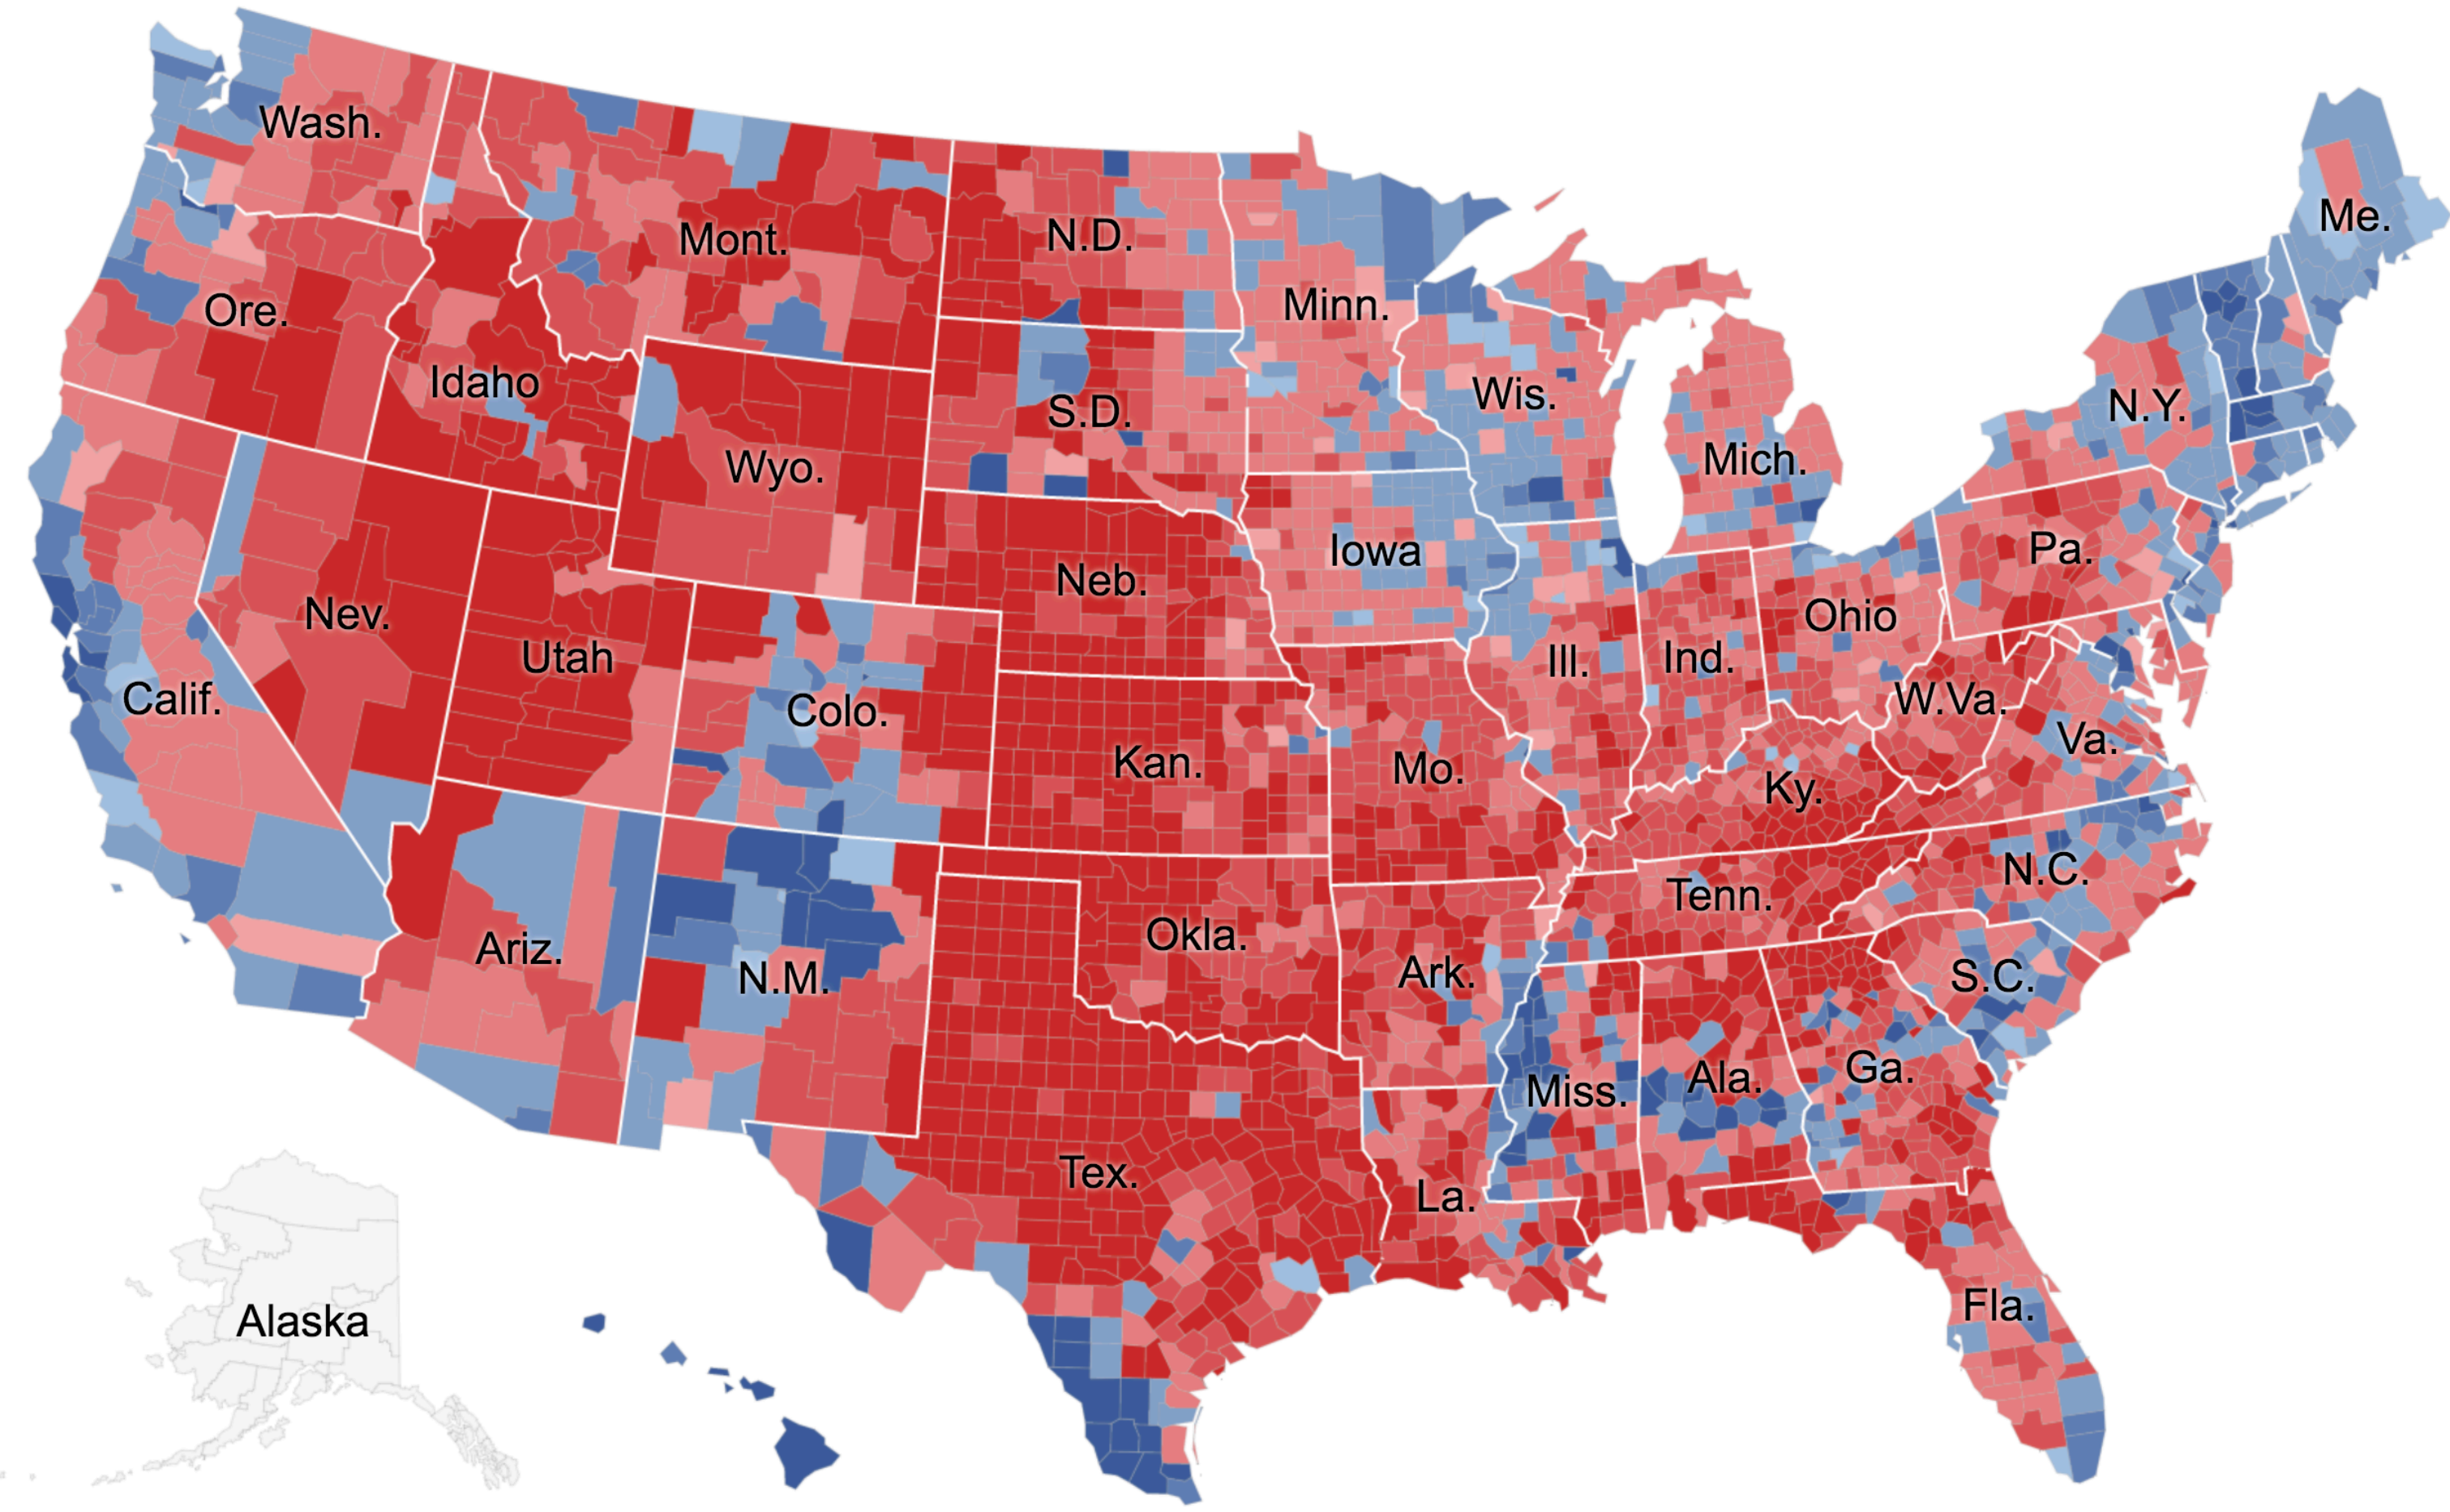 Wash.
Me.
Mont.
N.D.
Minn.
Ore.
Idaho
S.D.
Wis.
N.Y.
Wyo.
Mich.
Iowa
Pa.
Neb.
Nev.
Ohio
Utah
Ill.
Ind.
Calif.
Colo.
W.Va.
Va.
Kan.
Mo.
Ky.
N.C.
Tenn.
Okla.
Ariz.
N.M.
Ark.
S.C.
Ga.
Ala.
Miss.
Tex.
La.
Fla.
Alaska